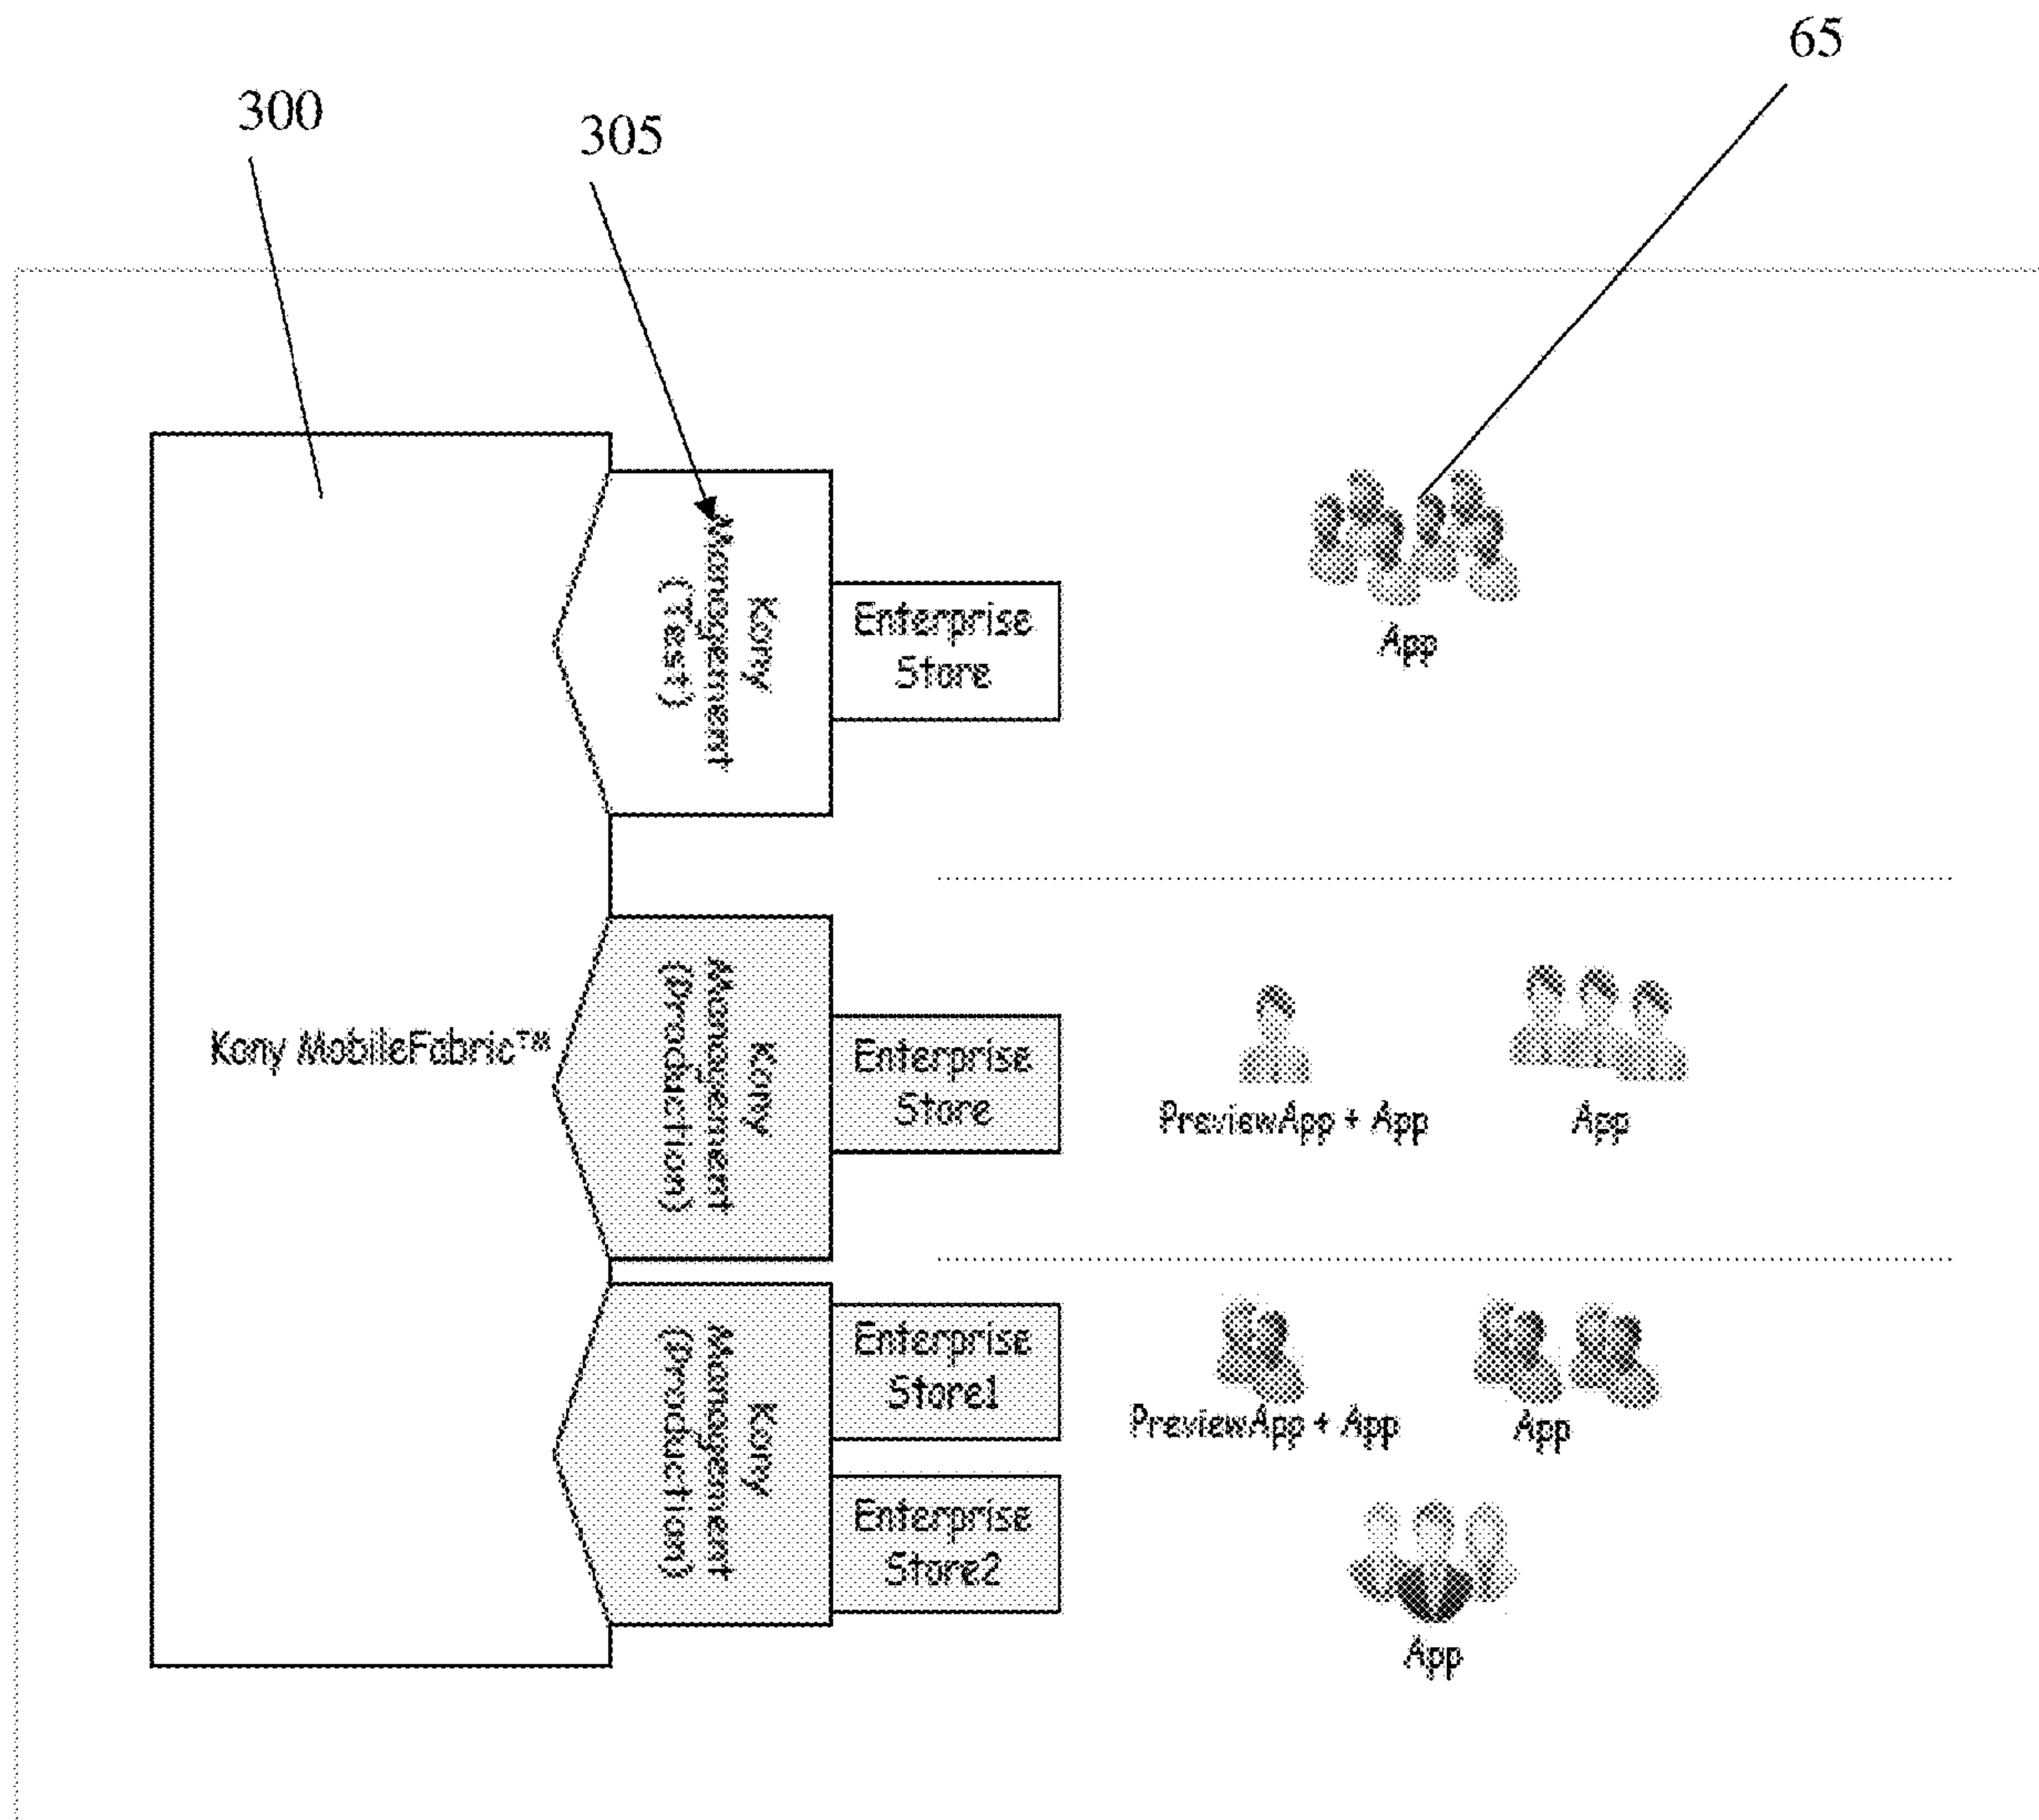 65
300
305
Kony
Management
(Test)
Enterprise
Store
App
Kony MobileFabric™
Kony
Management
(Production)
Enterprise
Store
PreviewApp + App
App
Kony
Management
(Production)
Enterprise
Store1
PreviewApp + App
App
Enterprise
Store2
App